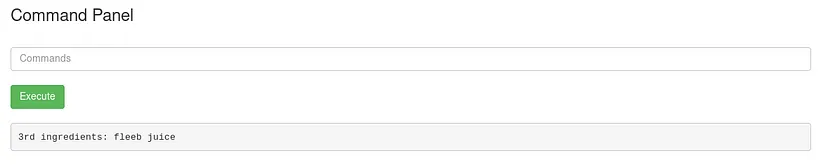 Command Panel
Commands
Execute
3rd ingredients: fleeb juice